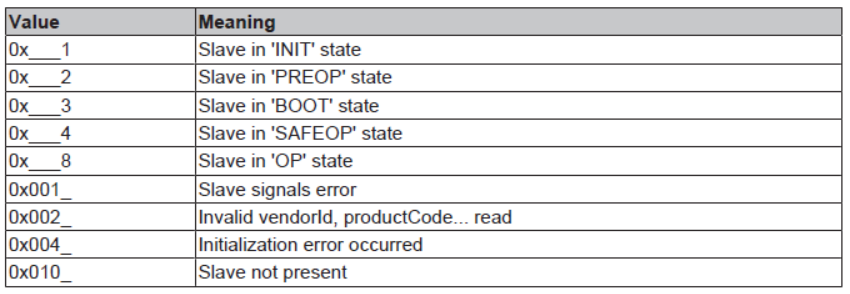 Value Meaning
0x___1 Slave in 'INIT' state
0x___2 Slave in 'PREOP' state
0x___3 Slave in 'BOOT' state
0x___4 Slave in 'SAFEOP' state
0x___8 Slave in 'OP' state
0x001_ Slave signals error
0x002_ Invalid vendorId, productCode... read
0x004_ Initialization error occurred
0x010_ Slave not present